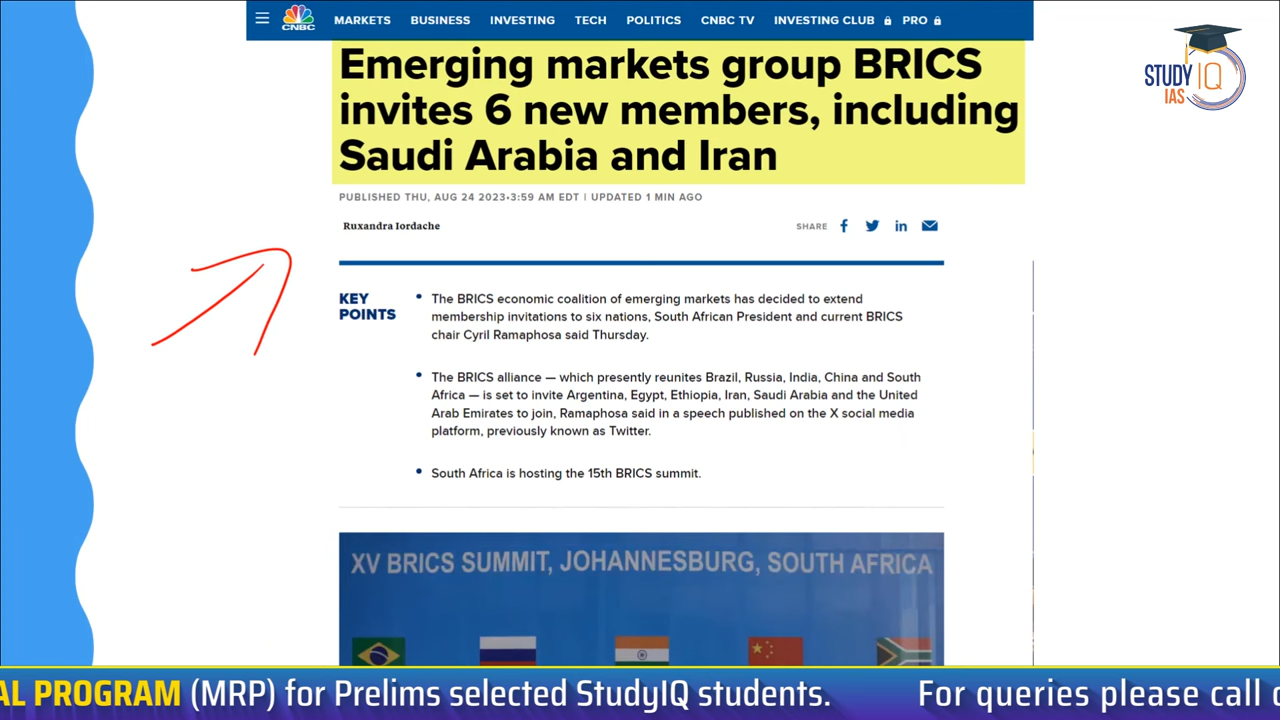 MARKETS BUSINESS INVESTING TECH POLITICS CNBC TV INVESTING CLUB PRO
CNBC
STUDY IQ
IAS
Emerging markets group BRICS
invites 6 new members, including
Saudi Arabia and Iran
PUBLISHED THU, AUG 24 2023•3:59 AM EDT | UPDATED 1 MIN AGO
Ruxandra Iordache
SHARE
KEY
POINTS
• The BRICS economic coalition of emerging markets has decided to extend
membership invitations to six nations, South African President and current BRICS
chair Cyril Ramaphosa said Thursday.
• The BRICS alliance — which presently reunites Brazil, Russia, India, China and South
Africa — is set to invite Argentina, Egypt, Ethiopia, Iran, Saudi Arabia and the United
Arab Emirates to join, Ramaphosa said in a speech published on the X social media
platform, previously known as Twitter.
• South Africa is hosting the 15th BRICS summit.
XV BRICS SUMMIT, JOHANNESBURG, SOUTH AFRICA
AL PROGRAM (MRP) for Prelims selected StudyIQ students. For queries please call